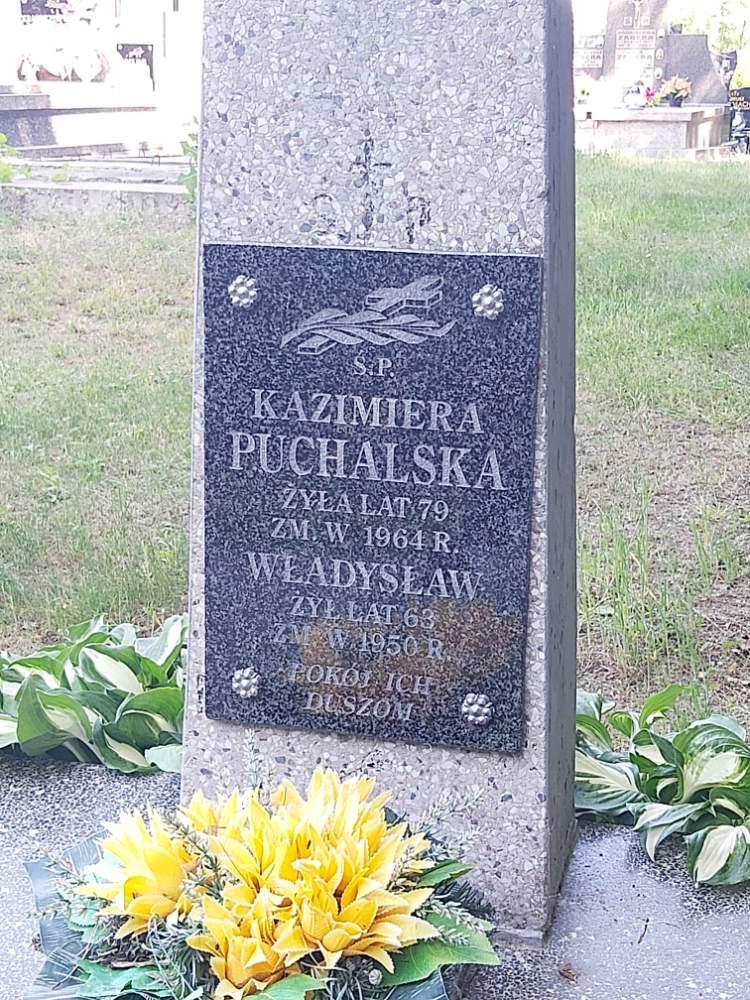 Ś.P.
KAZIMIERA
PUCHALSKA
ŻYŁA LAT 79
ZM. W 1964 R.
WŁADYSŁAW
ŻYŁ LAT 63
ZM. W 1950 R.
POKÓJ ICH
DUSZOM